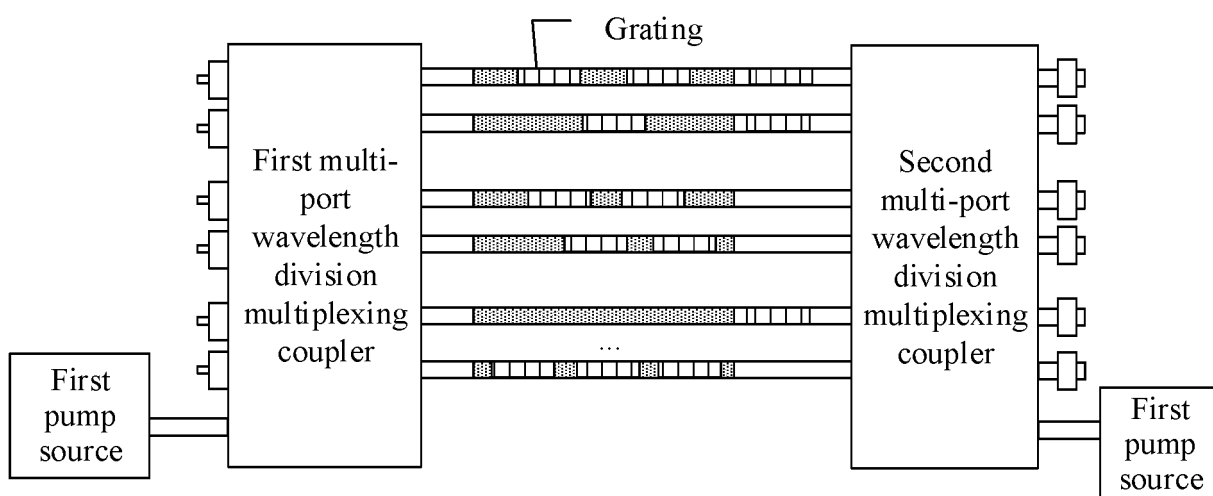 Grating
First multi-
port
wavelength
division
multiplexing
coupler
Second
multi-port
wavelength
division
multiplexing
coupler
...
First
pump
source
First
pump
source